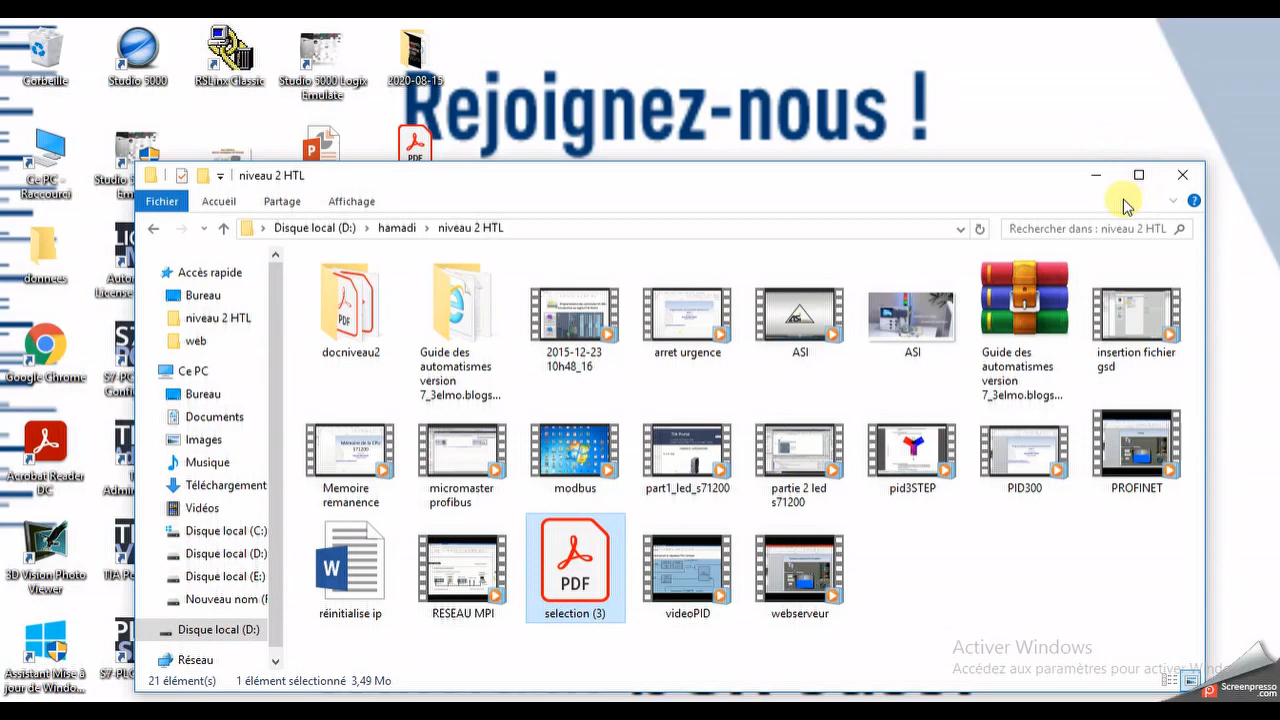 Rejoignez-nous !
Corbeille
Studio 5000
RSLinx Classic
Studio 5000 Logix
Emulate
2020-08-15
PDF
Ce PC -
Raccourci
donnees
Google Chrome
Acrobat Reader
DC
3D Vision Photo
Viewer
Assistant Mise à
jour de Windo...
niveau 2 HTL
Fichier
Accueil
Partage
Affichage
Disque local (D:) > hamadi > niveau 2 HTL
Rechercher dans : niveau 2 HTL
Accès rapide
Bureau
niveau 2 HTL
web
Ce PC
Bureau
Documents
Images
Musique
Téléchargement
Vidéos
Disque local (C:)
Disque local (D:)
Disque local (E:)
Nouveau nom (F
Disque local (D:)
Réseau
docniveau2
Guide des
automatismes
version
7_3elmo.blogs...
2015-12-23
10h48_16
arret urgence
ASI
ASI
Guide des
automatismes
version
7_3elmo.blogs...
insertion fichier
gsd
Memoire
remanence
micromaster
profibus
modbus
part1_led_s71200
partie 2 led
s71200
pid3STEP
PID300
PROFINET
réinitialise ip
RESEAU MPI
PDF
selection (3)
videoPID
webserveur
Activer Windows
Accédez aux paramètres pour activer Windo
21 élément(s)
1 élément sélectionné 3,49 Mo
Screenpresso
.com